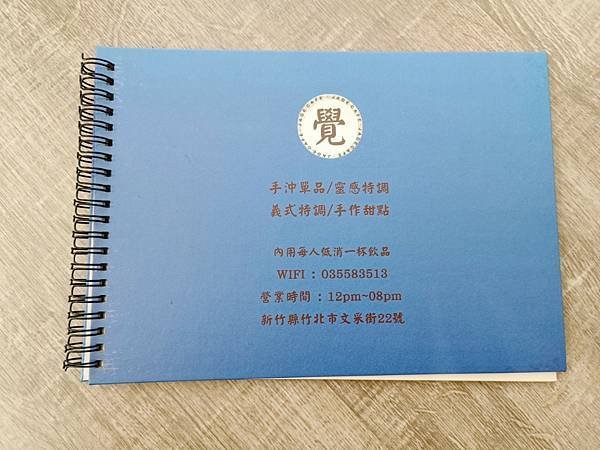 覺
手沖單品/靈感特調
義式特調/手作甜點
內用每人低消一杯飲品
WIFI : 035583513
營業時間 : 12pm~08pm
新竹縣竹北市文采街22號